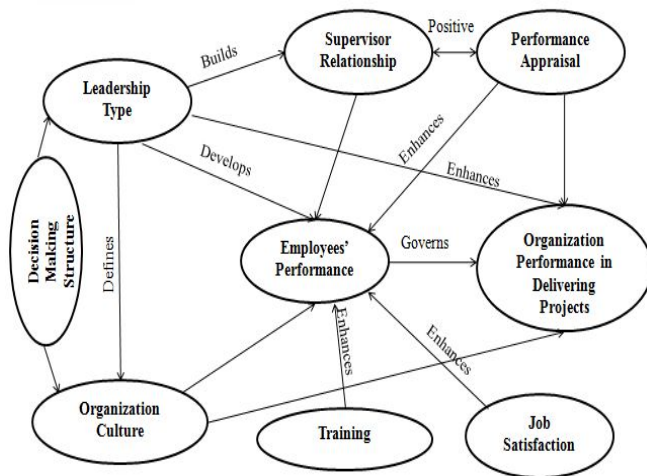 Positive
Supervisor
Relationship
Performance
Appraisal
Builds
Leadership
Type
Develops
Enhances
Enhances
Decision
Making
Structure
Defines
Employees'
Performance
Governs
Organization
Performance in
Delivering
Projects
Enhances
Enhances
Organization
Culture
Training
Job
Satisfaction